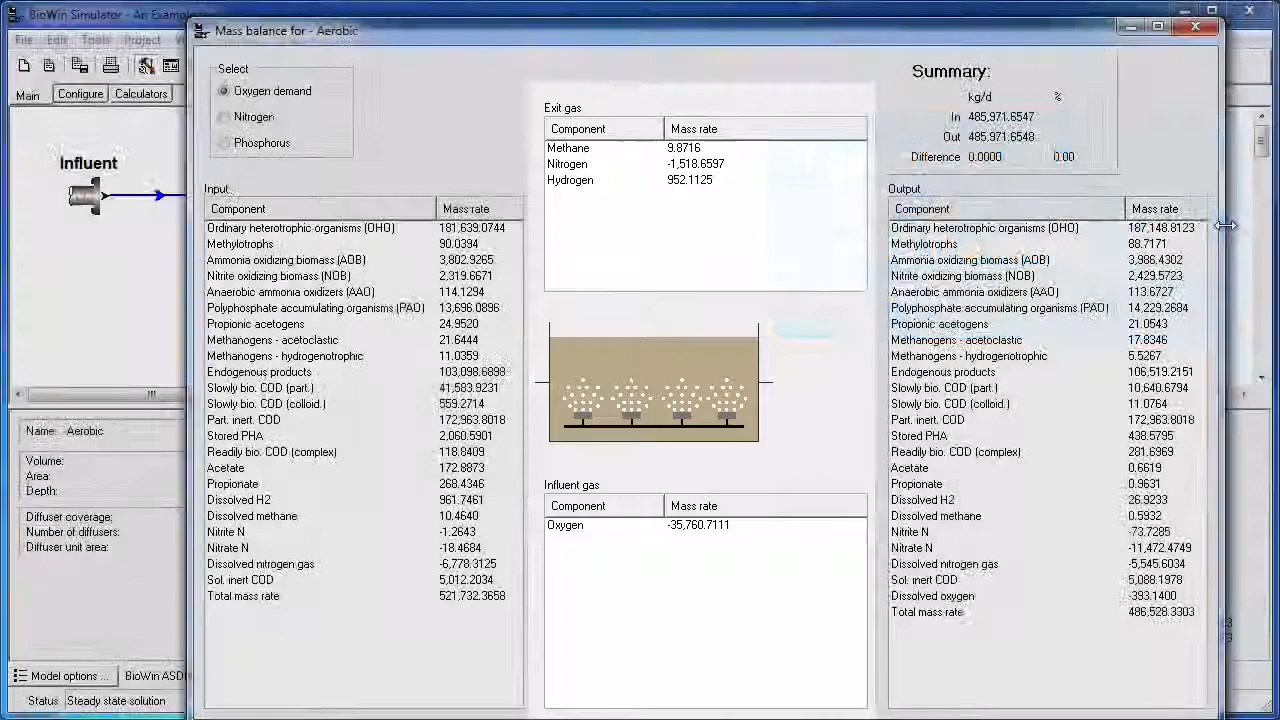 BioWin Simulator - An Example
Mass balance for - Aerobic
File Edit Tools Project
Main Configure Calculators
Influent
Name: Aerobic
Volume:
Area:
Depth:
Diffuser coverage:
Number of diffusers:
Diffuser unit area:
Model options ...
BioWin ASD
Status Steady state solution
Select
Oxygen demand
Nitrogen
Phosphorus
Input
Component Mass rate
Ordinary heterotrophic organisms (OHO) 181,639.0744
Methylotrophs 90.0394
Ammonia oxidizing biomass (AOB) 3,802.9265
Nitrite oxidizing biomass (NOB) 2,319.6671
Anaerobic ammonia oxidizers (AAO) 114.1294
Polyphosphate accumulating organisms (PAO) 13,696.0896
Propionic acetogens 24.9520
Methanogens - acetoclastic 21.6444
Methanogens - hydrogenotrophic 11.0359
Endogenous products 103,098.6898
Slowly bio. COD (part.) 41,583.9231
Slowly bio. COD (colloid.) 559.2714
Part. inert. COD 172,963.8018
Stored PHA 2,060.5901
Readily bio. COD (complex) 118.8409
Acetate 172.8873
Propionate 268.4346
Dissolved H2 961.7461
Dissolved methane 10.4640
Nitrite N -1.2643
Nitrate N -18.4684
Dissolved nitrogen gas -6,778.3125
Sol. inert COD 5,012.2034
Total mass rate 521,732.3658
Exit gas
Component Mass rate
Methane 9.8716
Nitrogen -1,518.6597
Hydrogen 952.1125
Influent gas
Component Mass rate
Oxygen -35,760.7111
Summary:
kg/d %
In 485,971.6547
Out 485,971.6548
Difference 0.0000 0.00
Output
Component Mass rate
Ordinary heterotrophic organisms (OHO) 187,148.8123
Methylotrophs 88.7171
Ammonia oxidizing biomass (AOB) 3,986.4302
Nitrite oxidizing biomass (NOB) 2,429.5723
Anaerobic ammonia oxidizers (AAO) 113.6727
Polyphosphate accumulating organisms (PAO) 14,229.2684
Propionic acetogens 21.0543
Methanogens - acetoclastic 17.8346
Methanogens - hydrogenotrophic 5.5267
Endogenous products 106,519.2151
Slowly bio. COD (part.) 10,640.6794
Slowly bio. COD (colloid.) 11.0764
Part. inert. COD 172,963.8018
Stored PHA 438.5795
Readily bio. COD (complex) 281.6969
Acetate 0.6619
Propionate 0.9631
Dissolved H2 26.9233
Dissolved methane 0.5932
Nitrite N -73.7285
Nitrate N -11,472.4749
Dissolved nitrogen gas -5,545.6034
Sol. inert COD 5,088.1978
Dissolved oxygen -393.1400
Total mass rate 486,528.3303